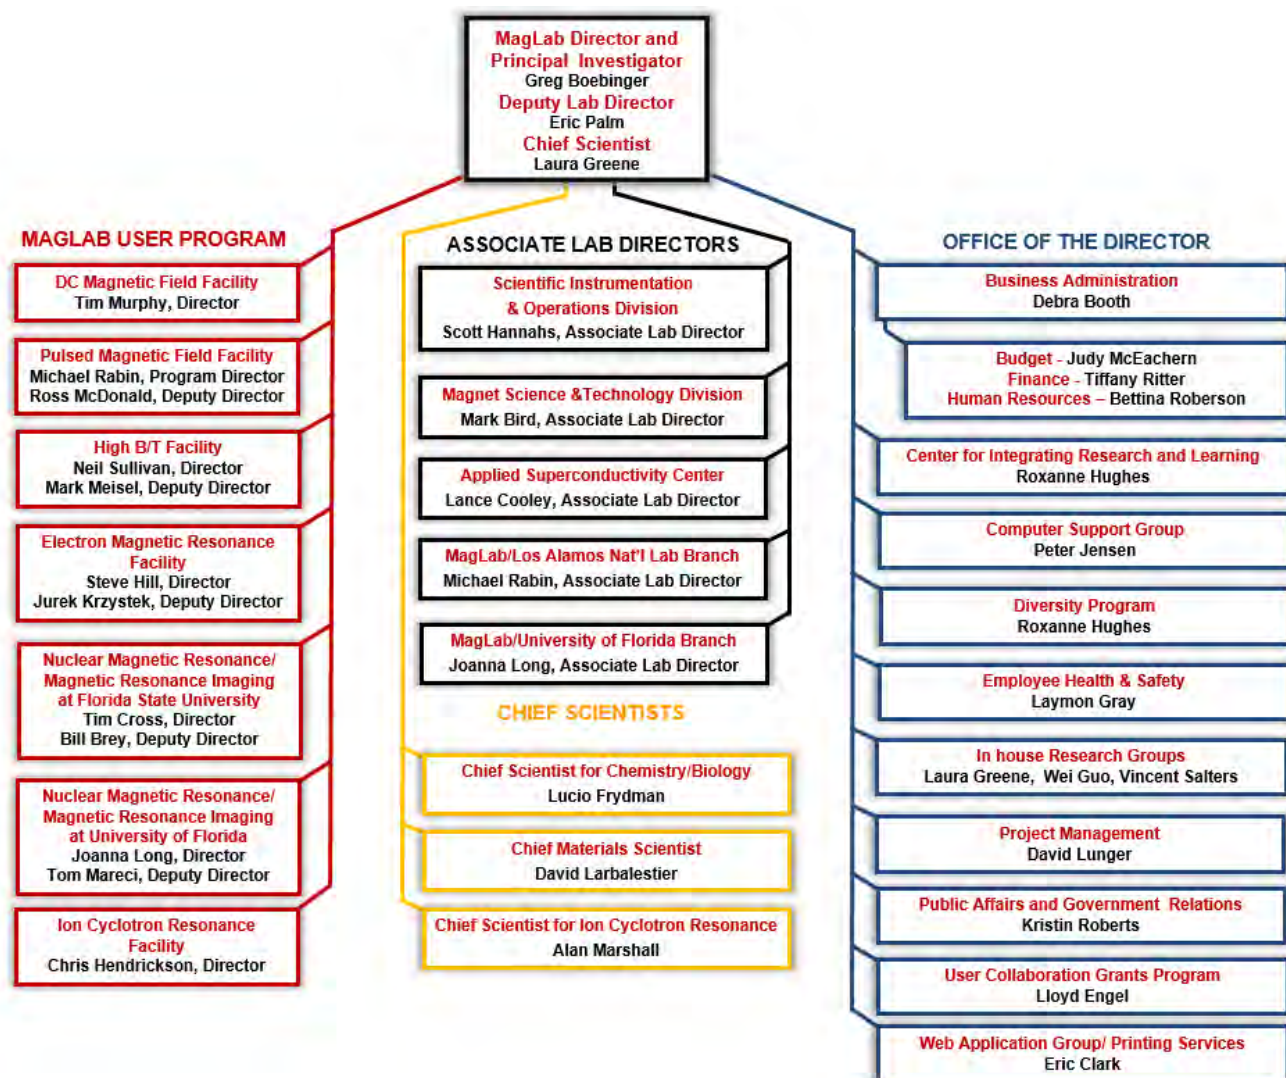 MagLab Director and
Principal Investigator
Greg Boebinger
Deputy Lab Director
Eric Palm
Chief Scientist
Laura Greene
MAGLAB USER PROGRAM
DC Magnetic Field Facility
Tim Murphy, Director
Pulsed Magnetic Field Facility
Michael Rabin, Program Director
Ross McDonald, Deputy Director
High B/T Facility
Neil Sullivan, Director
Mark Meisel, Deputy Director
Electron Magnetic Resonance
Facility
Steve Hill, Director
Jurek Krzystek, Deputy Director
Nuclear Magnetic Resonance/
Magnetic Resonance Imaging
at Florida State University
Tim Cross, Director
Bill Brey, Deputy Director
Nuclear Magnetic Resonance/
Magnetic Resonance Imaging
at University of Florida
Joanna Long, Director
Tom Mareci, Deputy Director
Ion Cyclotron Resonance
Facility
Chris Hendrickson, Director
ASSOCIATE LAB DIRECTORS
Scientific Instrumentation
& Operations Division
Scott Hannahs, Associate Lab Director
Magnet Science &Technology Division
Mark Bird, Associate Lab Director
Applied Superconductivity Center
Lance Cooley, Associate Lab Director
MagLab/Los Alamos Nat'l Lab Branch
Michael Rabin, Associate Lab Director
MagLab/University of Florida Branch
Joanna Long, Associate Lab Director
CHIEF SCIENTISTS
Chief Scientist for Chemistry/Biology
Lucio Frydman
Chief Materials Scientist
David Larbalestier
Chief Scientist for Ion Cyclotron Resonance
Alan Marshall
OFFICE OF THE DIRECTOR
Business Administration
Debra Booth
Budget - Judy McEachern
Finance - Tiffany Ritter
Human Resources – Bettina Roberson
Center for Integrating Research and Learning
Roxanne Hughes
Computer Support Group
Peter Jensen
Diversity Program
Roxanne Hughes
Employee Health & Safety
Laymon Gray
In house Research Groups
Laura Greene, Wei Guo, Vincent Salters
Project Management
David Lunger
Public Affairs and Government Relations
Kristin Roberts
User Collaboration Grants Program
Lloyd Engel
Web Application Group/ Printing Services
Eric Clark